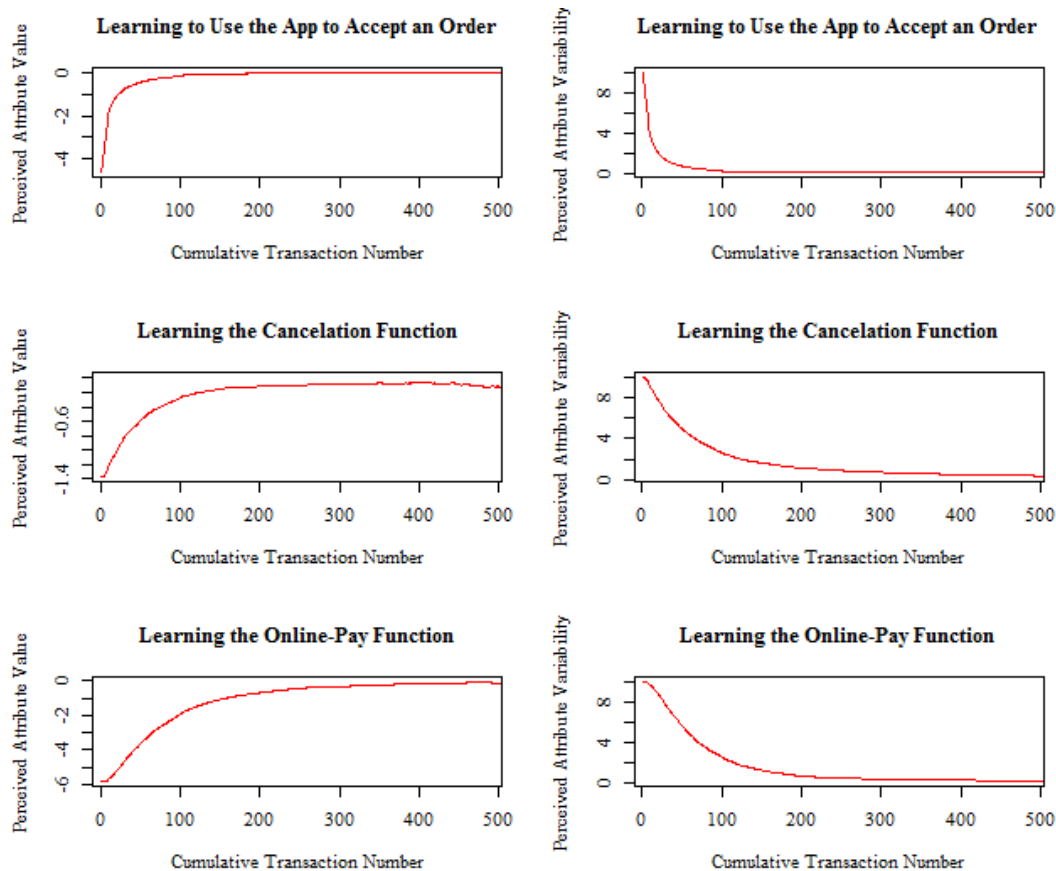 Learning to Use the App to Accept an Order
Perceived Attribute Value
0
-2
-4
0 100 200 300 400 500
Cumulative Transaction Number
Learning to Use the App to Accept an Order
Perceived Attribute Variability
8
4
0
0 100 200 300 400 500
Cumulative Transaction Number
Learning the Cancelation Function
Perceived Attribute Value
-0.6
-1.4
0 100 200 300 400 500
Cumulative Transaction Number
Learning the Cancelation Function
Perceived Attribute Variability
8
4
0
0 100 200 300 400 500
Cumulative Transaction Number
Learning the Online-Pay Function
Perceived Attribute Value
0
-2
-4
-6
0 100 200 300 400 500
Cumulative Transaction Number
Learning the Online-Pay Function
Perceived Attribute Variability
8
4
0
0 100 200 300 400 500
Cumulative Transaction Number